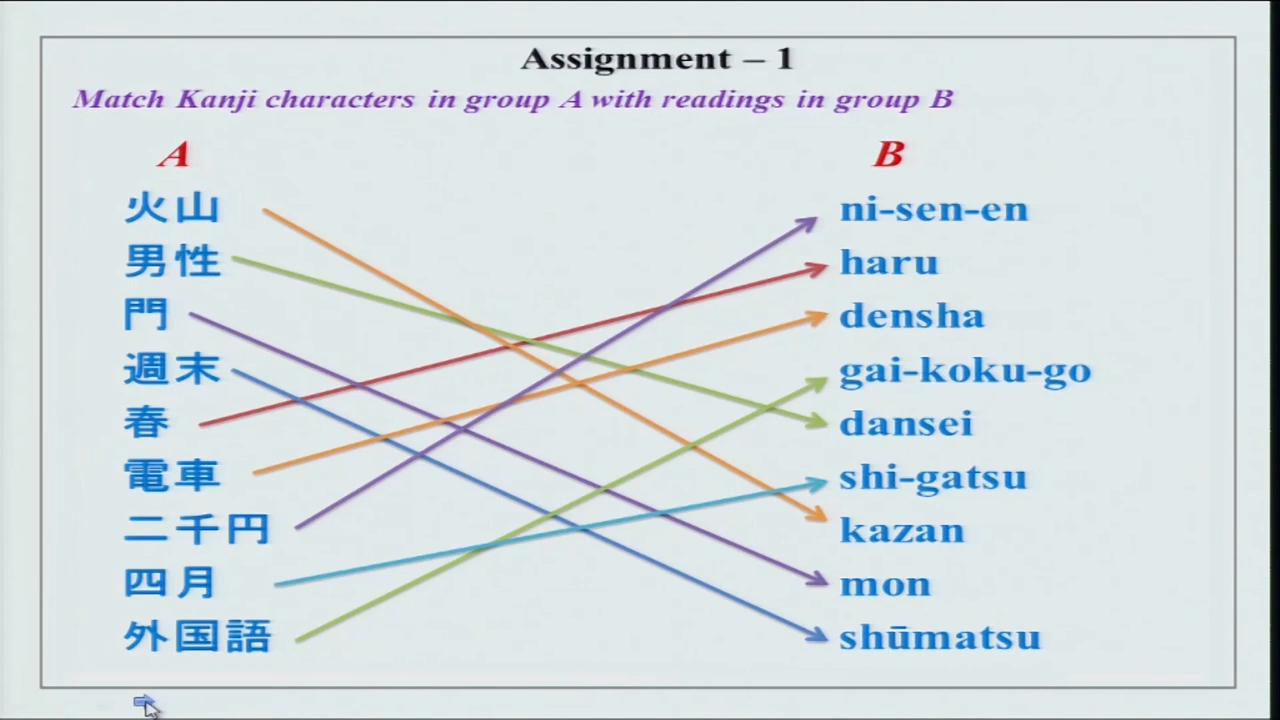 Assignment – 1
Match Kanji characters in group A with readings in group B
A B
火山 ni-sen-en
男性 haru
門 densha
週末 gai-koku-go
春 dansei
電車 shi-gatsu
二千円 kazan
四月 mon
外国語 shūmatsu